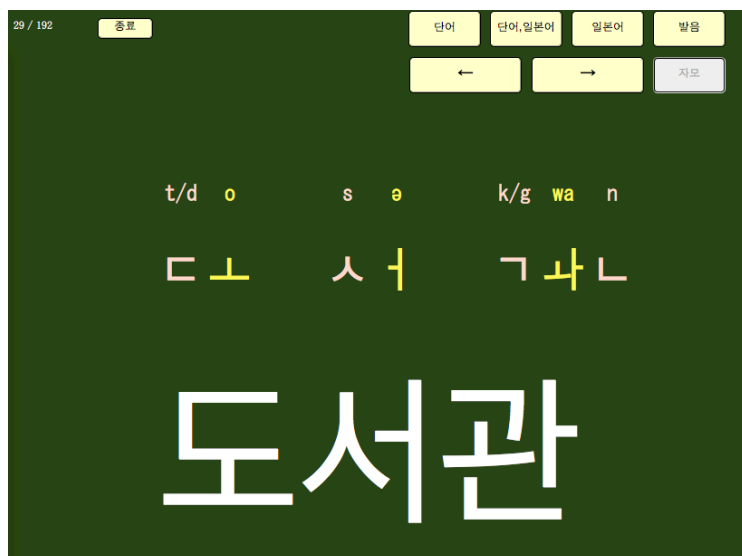 29 / 192 종료 단어 단어,일본어 일본어 발음
← → 자모
t/d o s ə k/g wa n
ㄷㅗ ㅅㅓ ㄱㅘㄴ
도서관